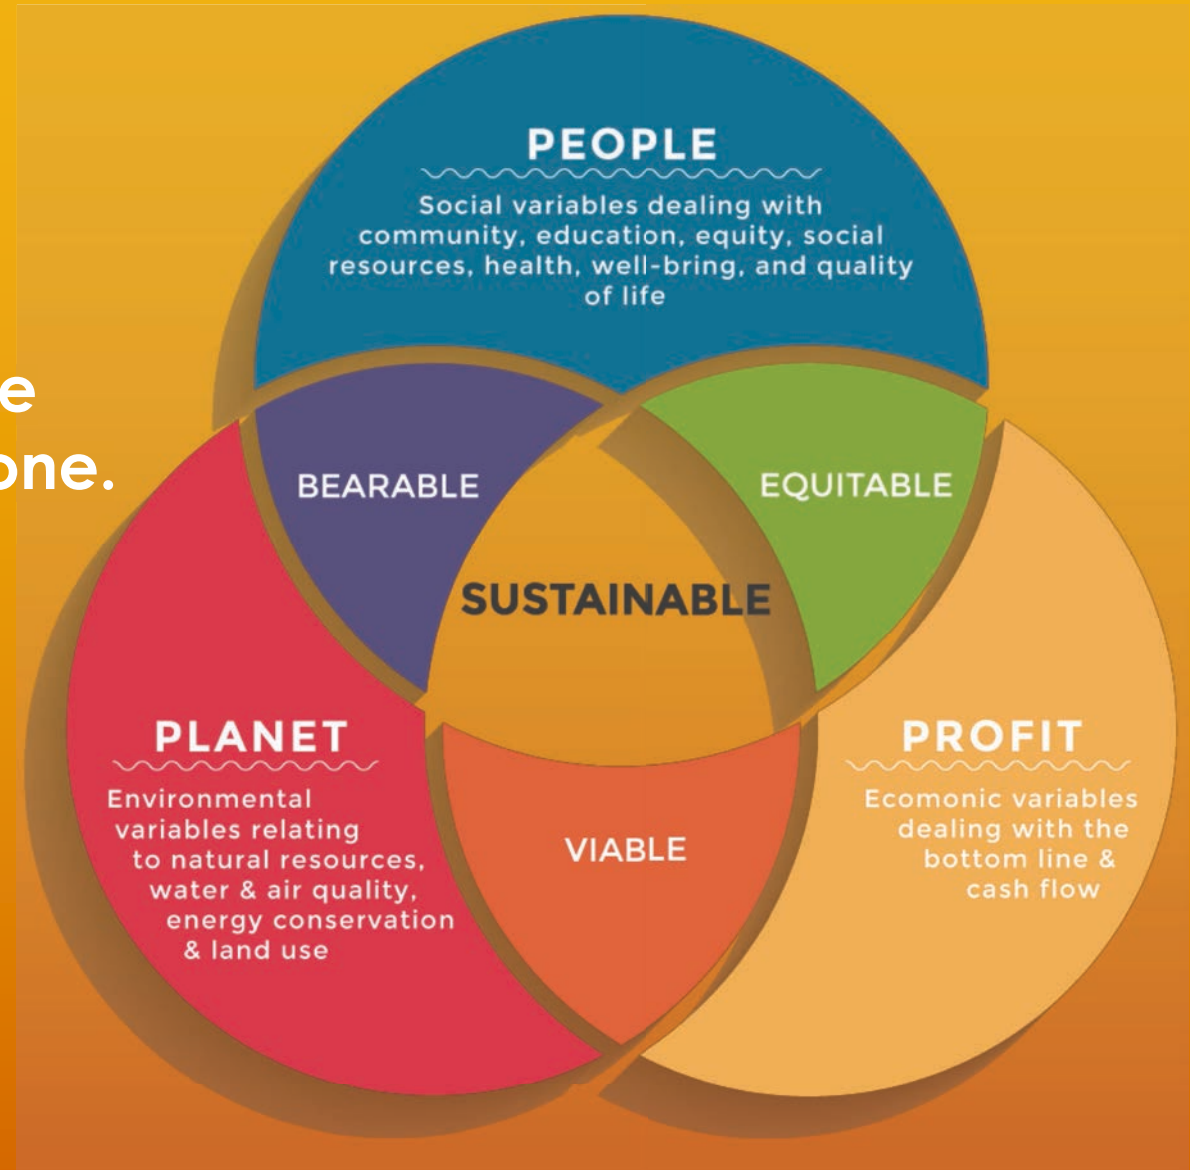 PEOPLE
Social variables dealing with
community, education, equity, social
resources, health, well-bring, and quality
of life
e
one.
BEARABLE
EQUITABLE
SUSTAINABLE
PLANET
Environmental
variables relating
to natural resources,
water & air quality,
energy conservation
& land use
PROFIT
Ecomonic variables
dealing with the
bottom line &
cash flow
VIABLE